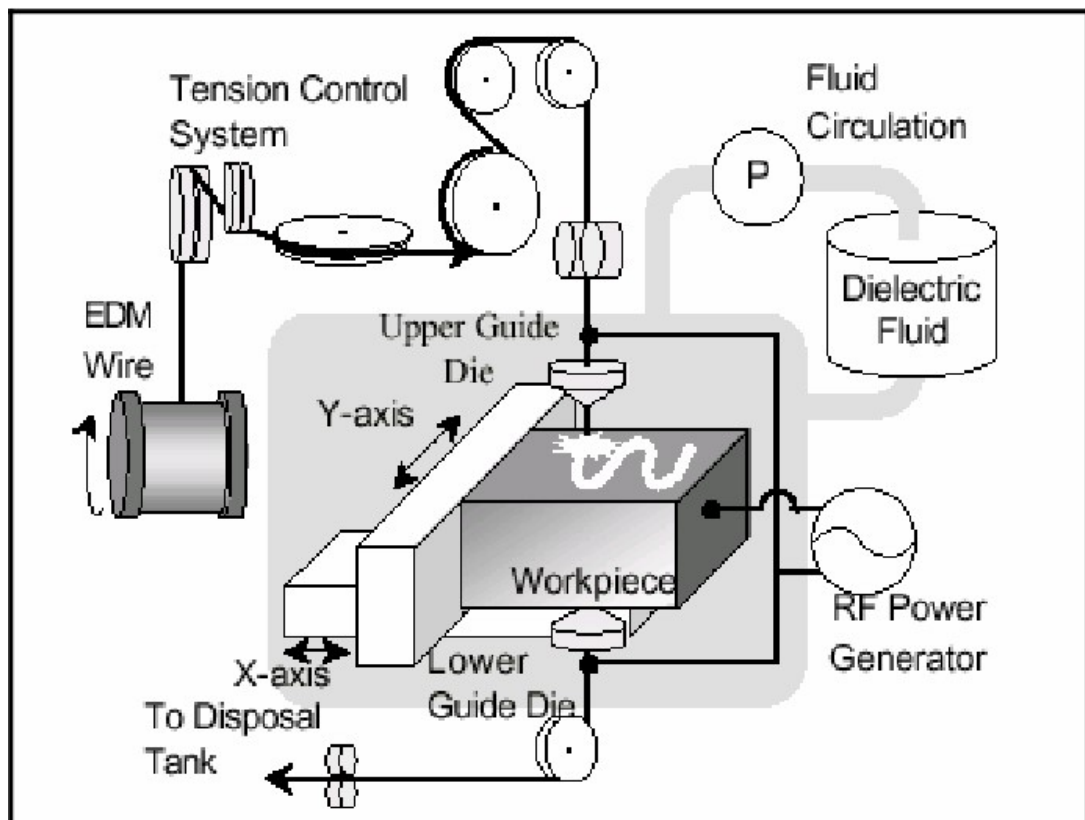 Tension Control
System
Fluid
Circulation
P
Dielectric
Fluid
EDM
Wire
Upper Guide
Die
Y-axis
Workpiece
RF Power
Generator
X-axis
Lower
Guide Die
To Disposal
Tank